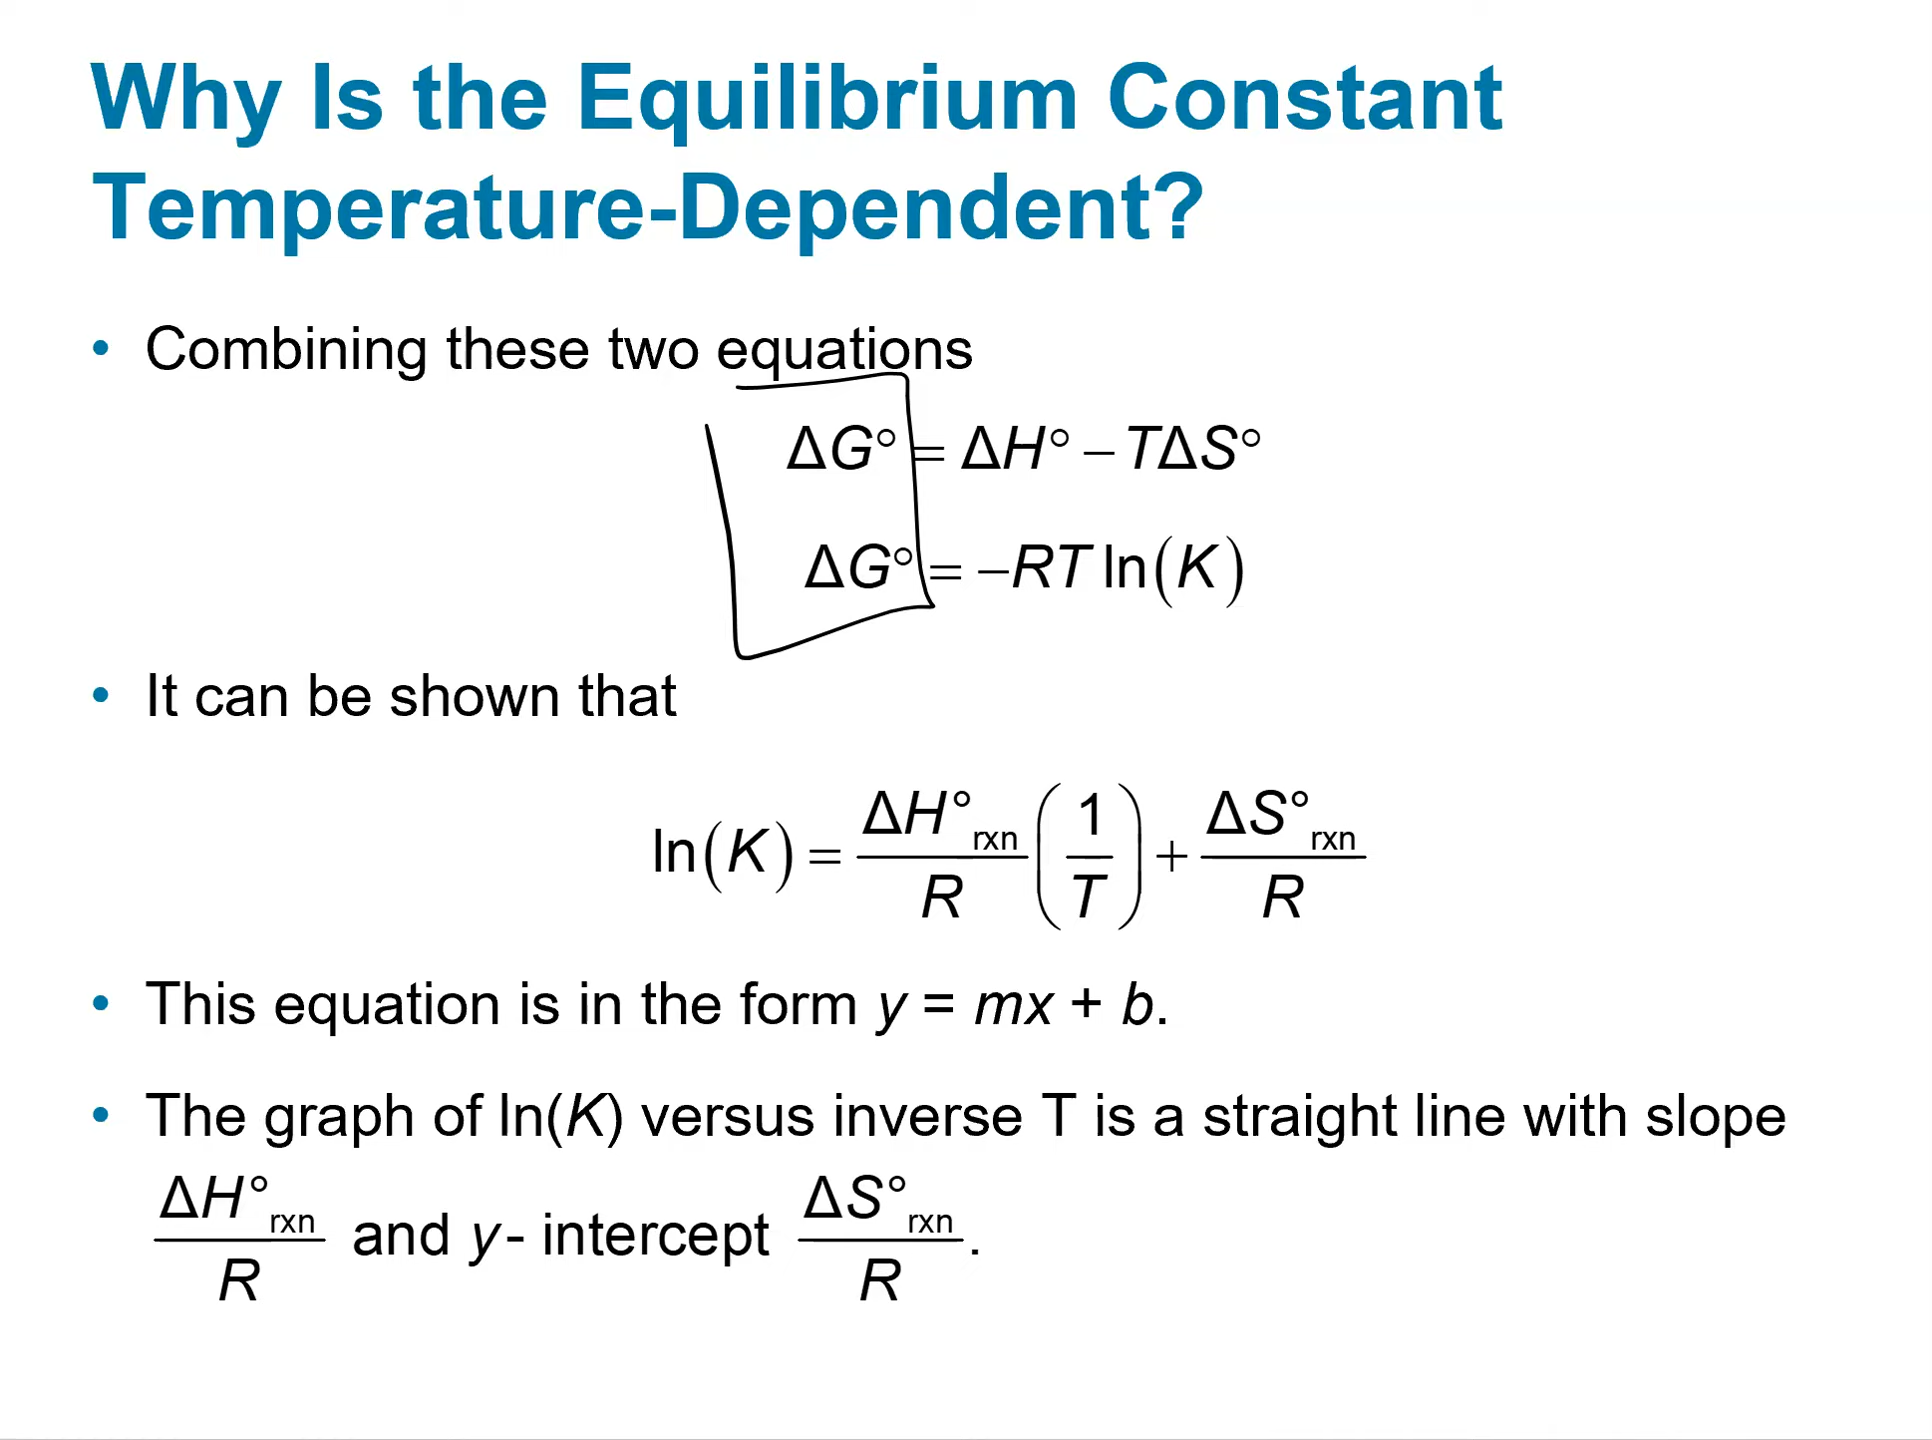 Why Is the Equilibrium Constant
Temperature-Dependent?
• Combining these two equations
ΔG° = ΔH° – TΔS°
ΔG° = –RT ln(K)
• It can be shown that
ln(K) = ΔH°rxn/R (1/T) + ΔS°rxn/R
• This equation is in the form y = mx + b.
• The graph of ln(K) versus inverse T is a straight line with slope
ΔH°rxn/R and y- intercept ΔS°rxn/R.